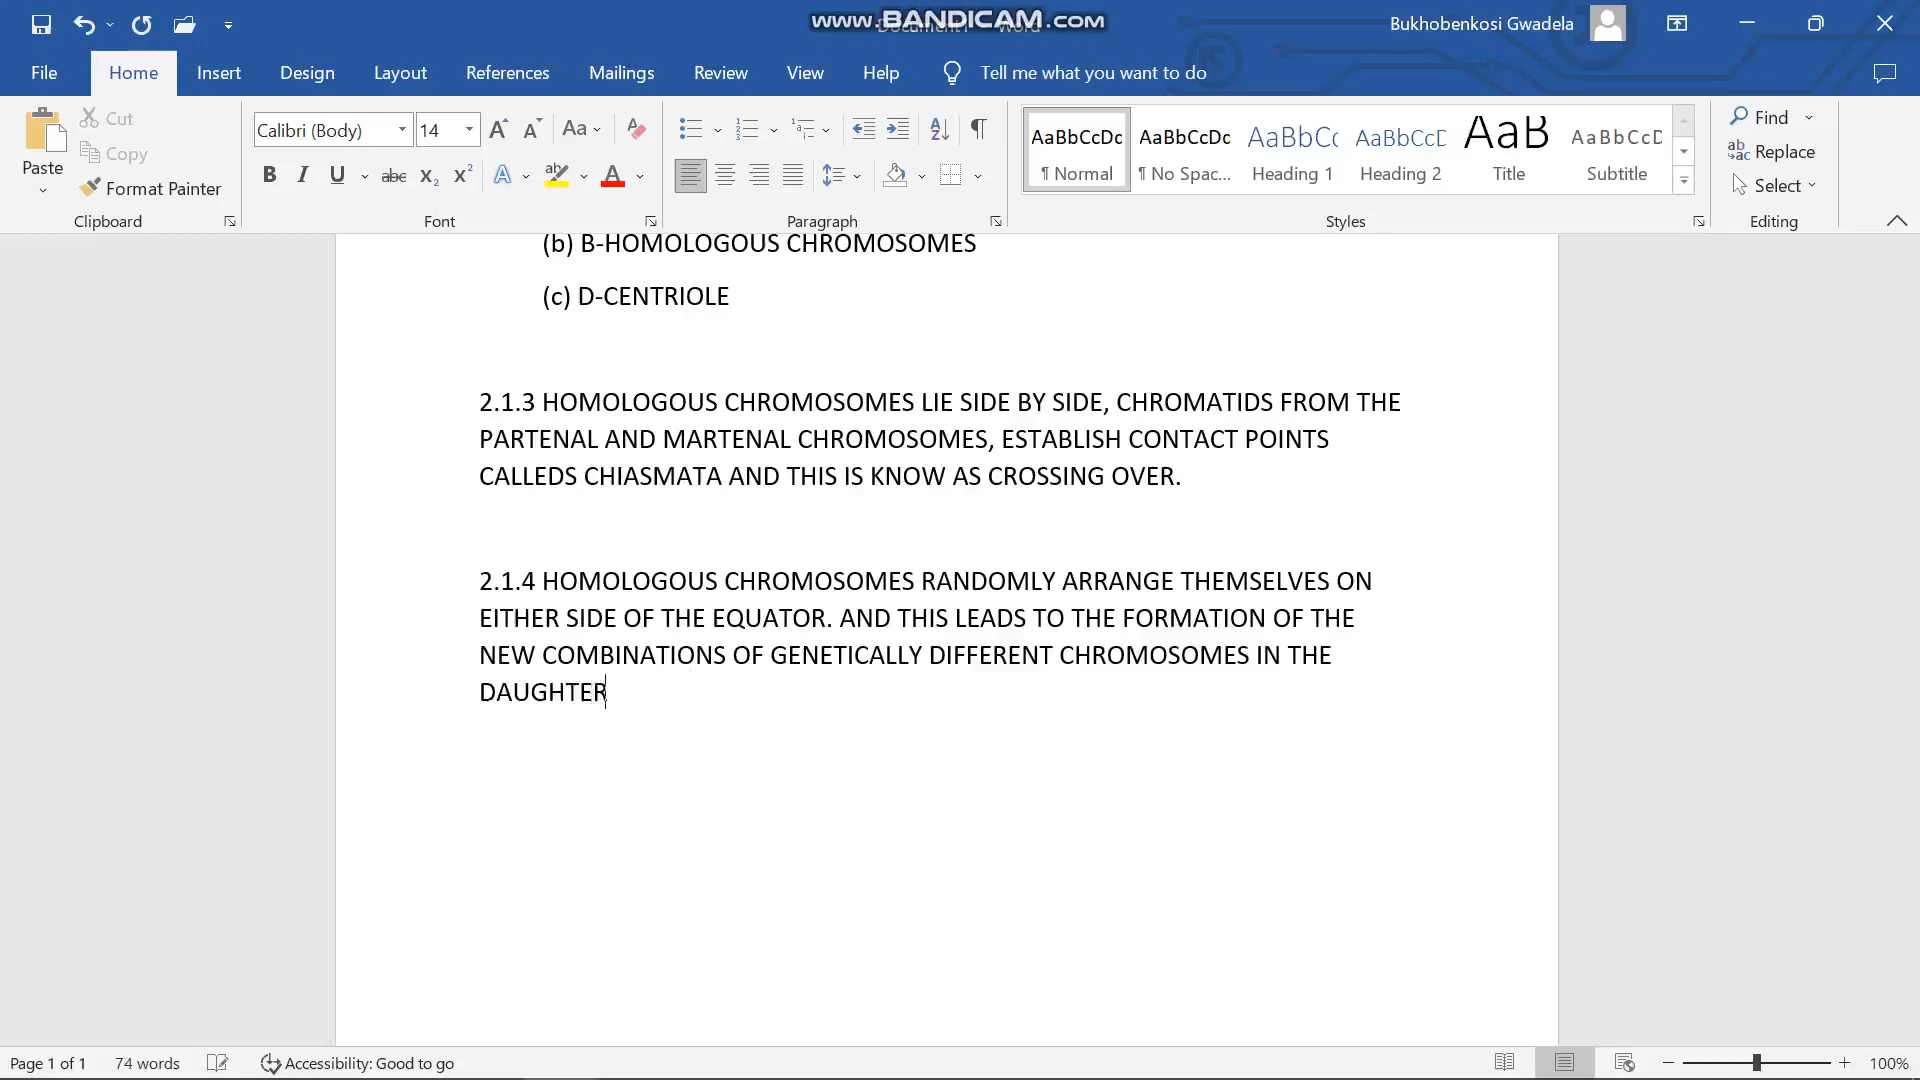 www.BANDICAM.com
Bukhobenkosi Gwadela
File Home Insert Design Layout References Mailings Review View Help Tell me what you want to do
Paste
Cut
Copy
Format Painter
Clipboard
Calibri (Body) 14
Font
Paragraph
AaBbCcDc AaBbCcDc AaBbCc AaBbCcD AaB AaBbCcD
¶ Normal ¶ No Spac... Heading 1 Heading 2 Title Subtitle
Styles
Find
Replace
Select
Editing
(b) B-HOMOLOGOUS CHROMOSOMES
(c) D-CENTRIOLE
2.1.3 HOMOLOGOUS CHROMOSOMES LIE SIDE BY SIDE, CHROMATIDS FROM THE
PARTENAL AND MARTENAL CHROMOSOMES, ESTABLISH CONTACT POINTS
CALLEDS CHIASMATA AND THIS IS KNOW AS CROSSING OVER.
2.1.4 HOMOLOGOUS CHROMOSOMES RANDOMLY ARRANGE THEMSELVES ON
EITHER SIDE OF THE EQUATOR. AND THIS LEADS TO THE FORMATION OF THE
NEW COMBINATIONS OF GENETICALLY DIFFERENT CHROMOSOMES IN THE
DAUGHTER
Page 1 of 1 74 words Accessibility: Good to go 100%